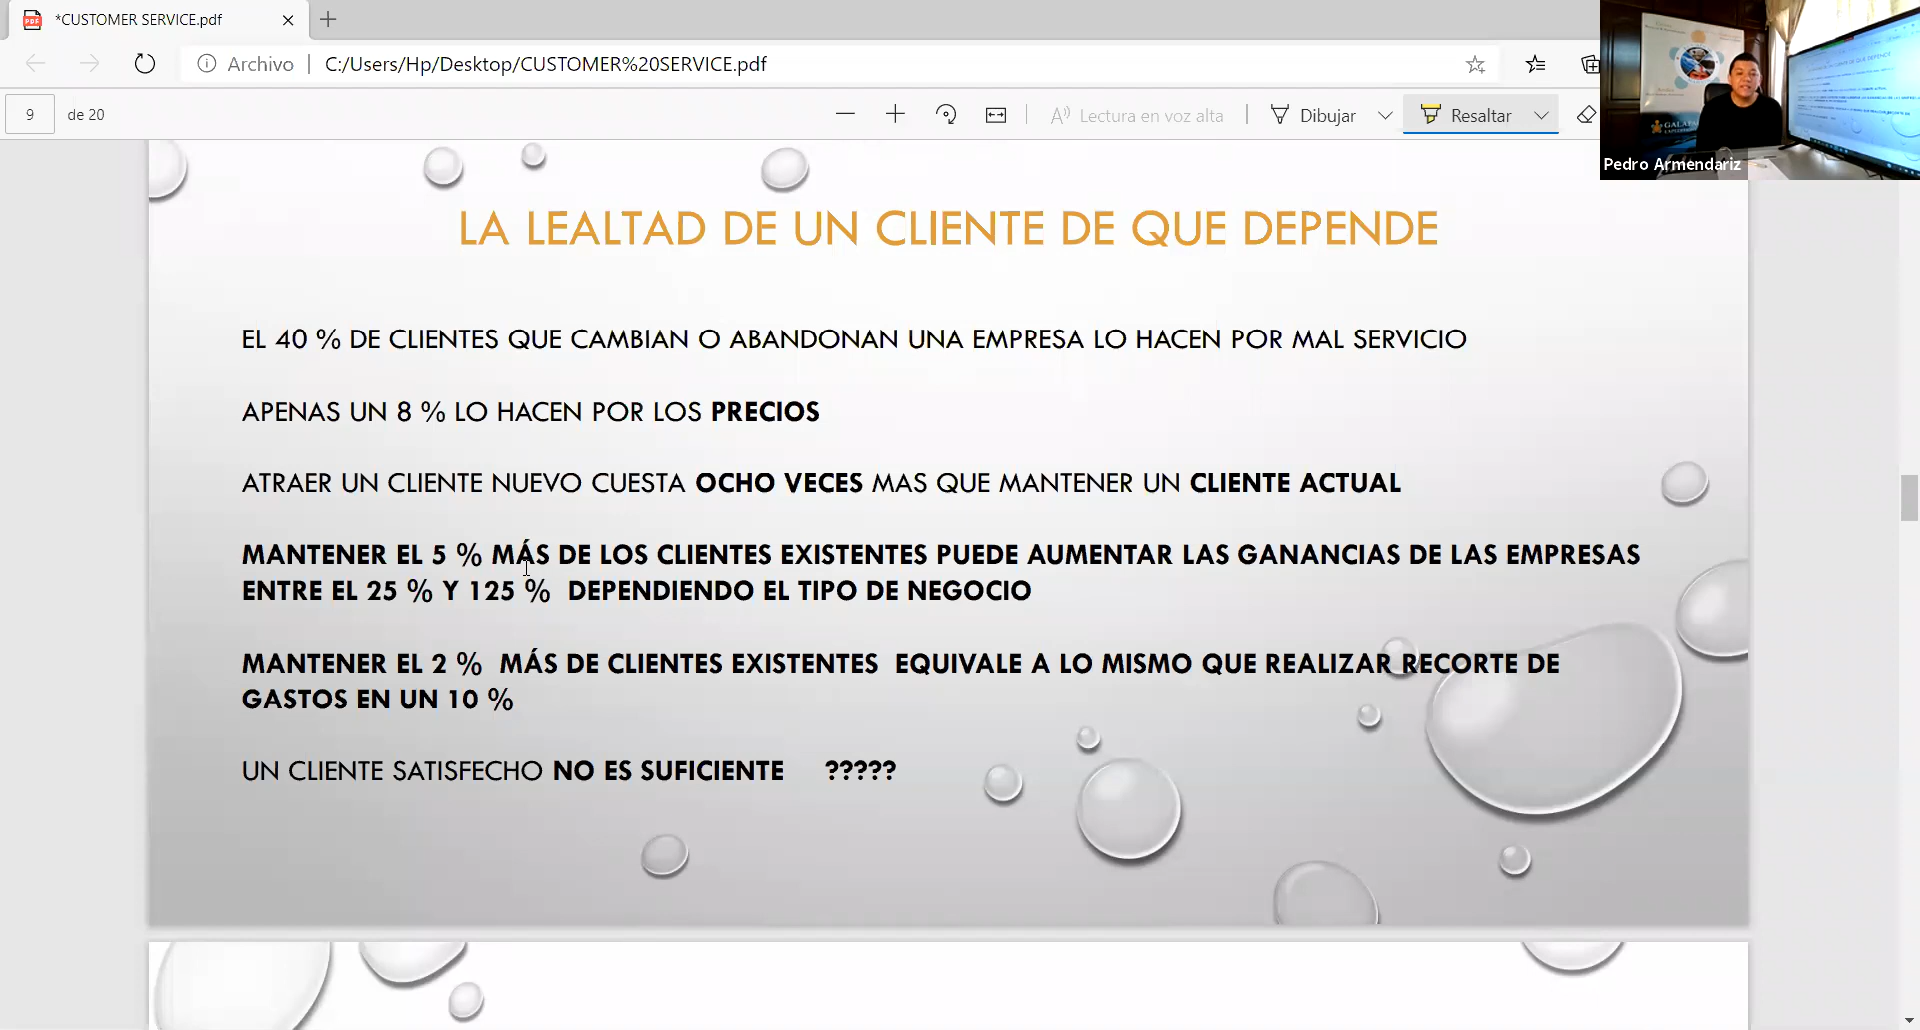 *CUSTOMER SERVICE.pdf
Archivo | C:/Users/Hp/Desktop/CUSTOMER%20SERVICE.pdf
9 de 20
Lectura en voz alta
Dibujar
Resaltar
Pedro Armendariz
LA LEALTAD DE UN CLIENTE DE QUE DEPENDE
EL 40 % DE CLIENTES QUE CAMBIAN O ABANDONAN UNA EMPRESA LO HACEN POR MAL SERVICIO
APENAS UN 8 % LO HACEN POR LOS PRECIOS
ATRAER UN CLIENTE NUEVO CUESTA OCHO VECES MAS QUE MANTENER UN CLIENTE ACTUAL
MANTENER EL 5 % MÁS DE LOS CLIENTES EXISTENTES PUEDE AUMENTAR LAS GANANCIAS DE LAS EMPRESAS
ENTRE EL 25 % Y 125 % DEPENDIENDO EL TIPO DE NEGOCIO
MANTENER EL 2 % MÁS DE CLIENTES EXISTENTES EQUIVALE A LO MISMO QUE REALIZAR RECORTE DE
GASTOS EN UN 10 %
UN CLIENTE SATISFECHO NO ES SUFICIENTE ?????